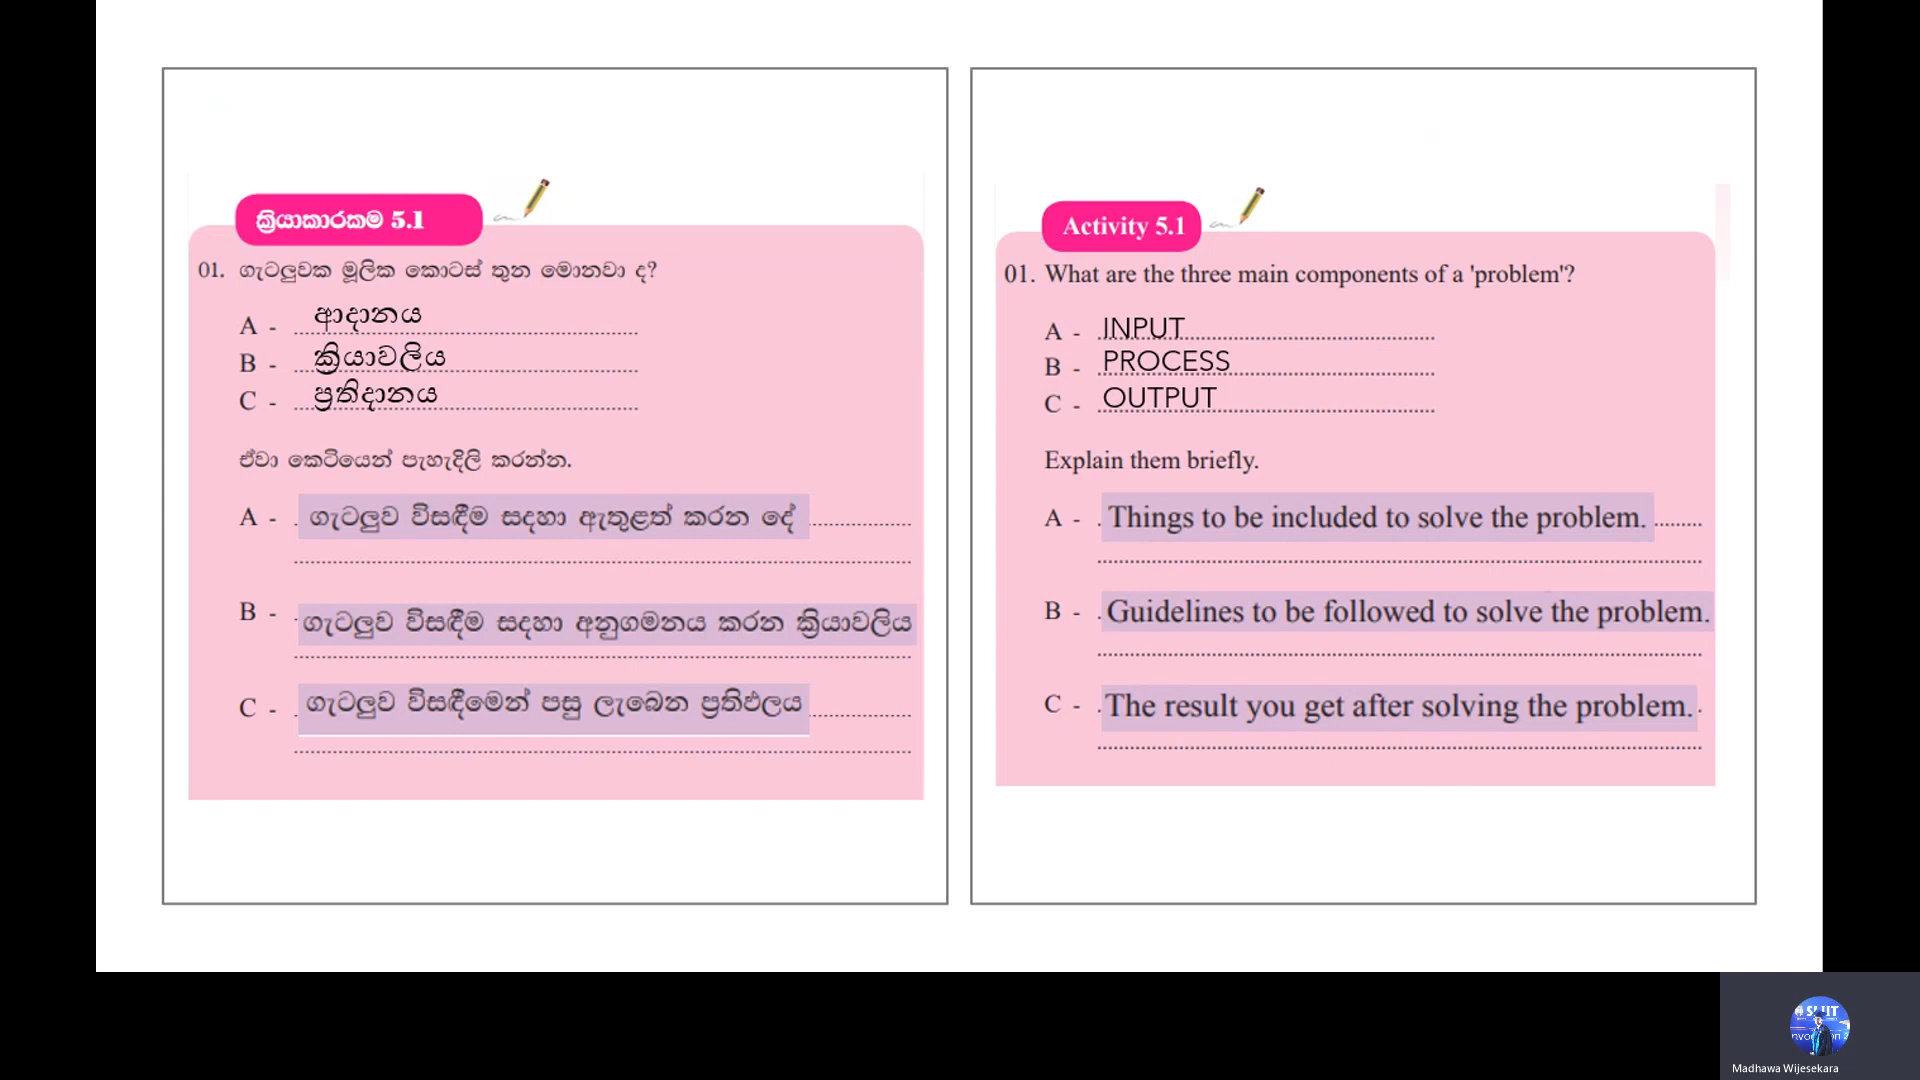 ක්‍රියාකාරකම 5.1
01. ගැටලුවක මූලික කොටස් තුන මොනවා ද?
A - ආදානය
B - ක්‍රියාවලිය
C - ප්‍රතිදානය
ඒවා කෙටියෙන් පැහැදිලි කරන්න.
A - ගැටලුව විසඳීම සදහා ඇතුළත් කරන දේ
B - ගැටලුව විසඳීම සදහා අනුගමනය කරන ක්‍රියාවලිය
C - ගැටලුව විසඳීමෙන් පසු ලැබෙන ප්‍රතිඵලය
Activity 5.1
01. What are the three main components of a 'problem'?
A - INPUT
B - PROCESS
C - OUTPUT
Explain them briefly.
A - Things to be included to solve the problem.
B - Guidelines to be followed to solve the problem.
C - The result you get after solving the problem.
Madhawa Wijesekara